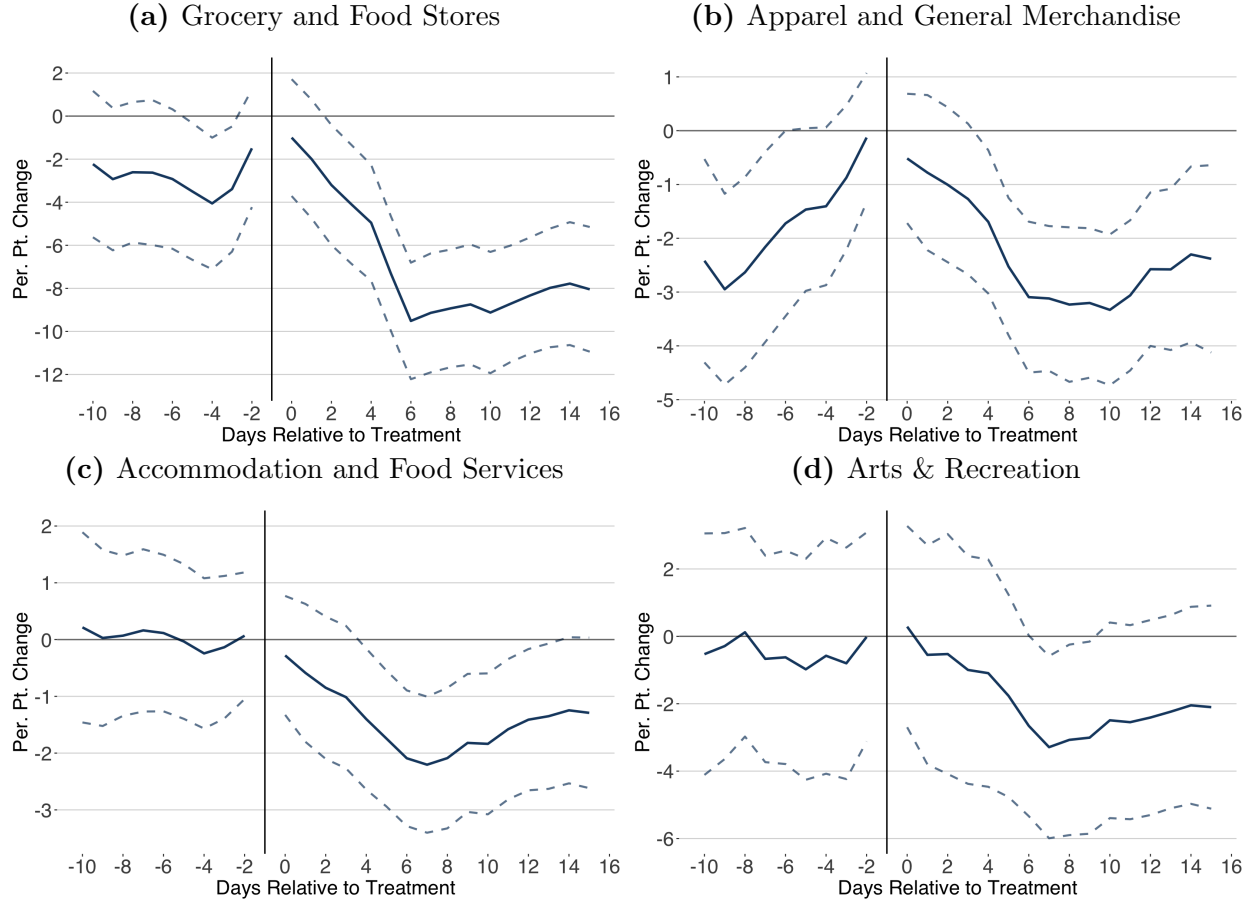 (a) Grocery and Food Stores
Per. Pt. Change
2
0
-2
-4
-6
-8
-10
-12
-10 -8 -6 -4 -2 0 2 4 6 8 10 12 14 16
Days Relative to Treatment
(b) Apparel and General Merchandise
Per. Pt. Change
1
0
-1
-2
-3
-4
-5
-10 -8 -6 -4 -2 0 2 4 6 8 10 12 14 16
Days Relative to Treatment
(c) Accommodation and Food Services
Per. Pt. Change
2
1
0
-1
-2
-3
-10 -8 -6 -4 -2 0 2 4 6 8 10 12 14 16
Days Relative to Treatment
(d) Arts & Recreation
Per. Pt. Change
2
0
-2
-4
-6
-10 -8 -6 -4 -2 0 2 4 6 8 10 12 14 16
Days Relative to Treatment